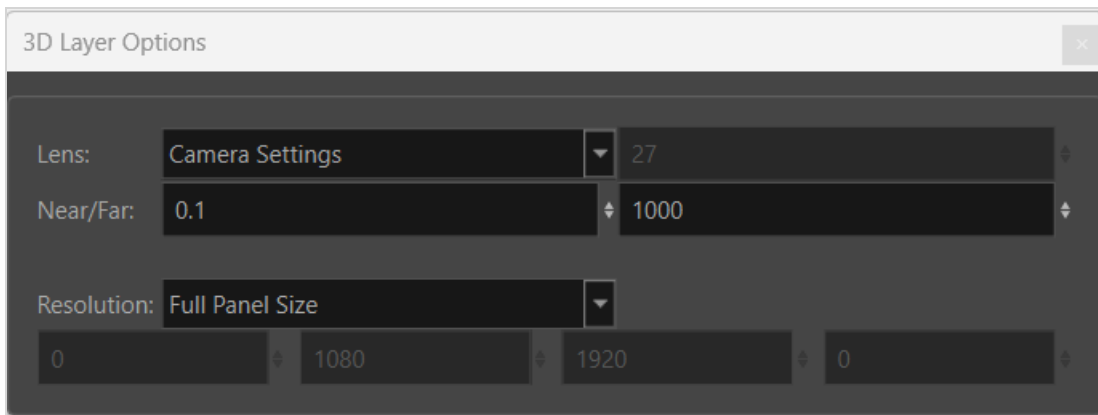 3D Layer Options
×
Lens: Camera Settings 27
Near/Far: 0.1 1000
Resolution: Full Panel Size
0 1080 1920 0